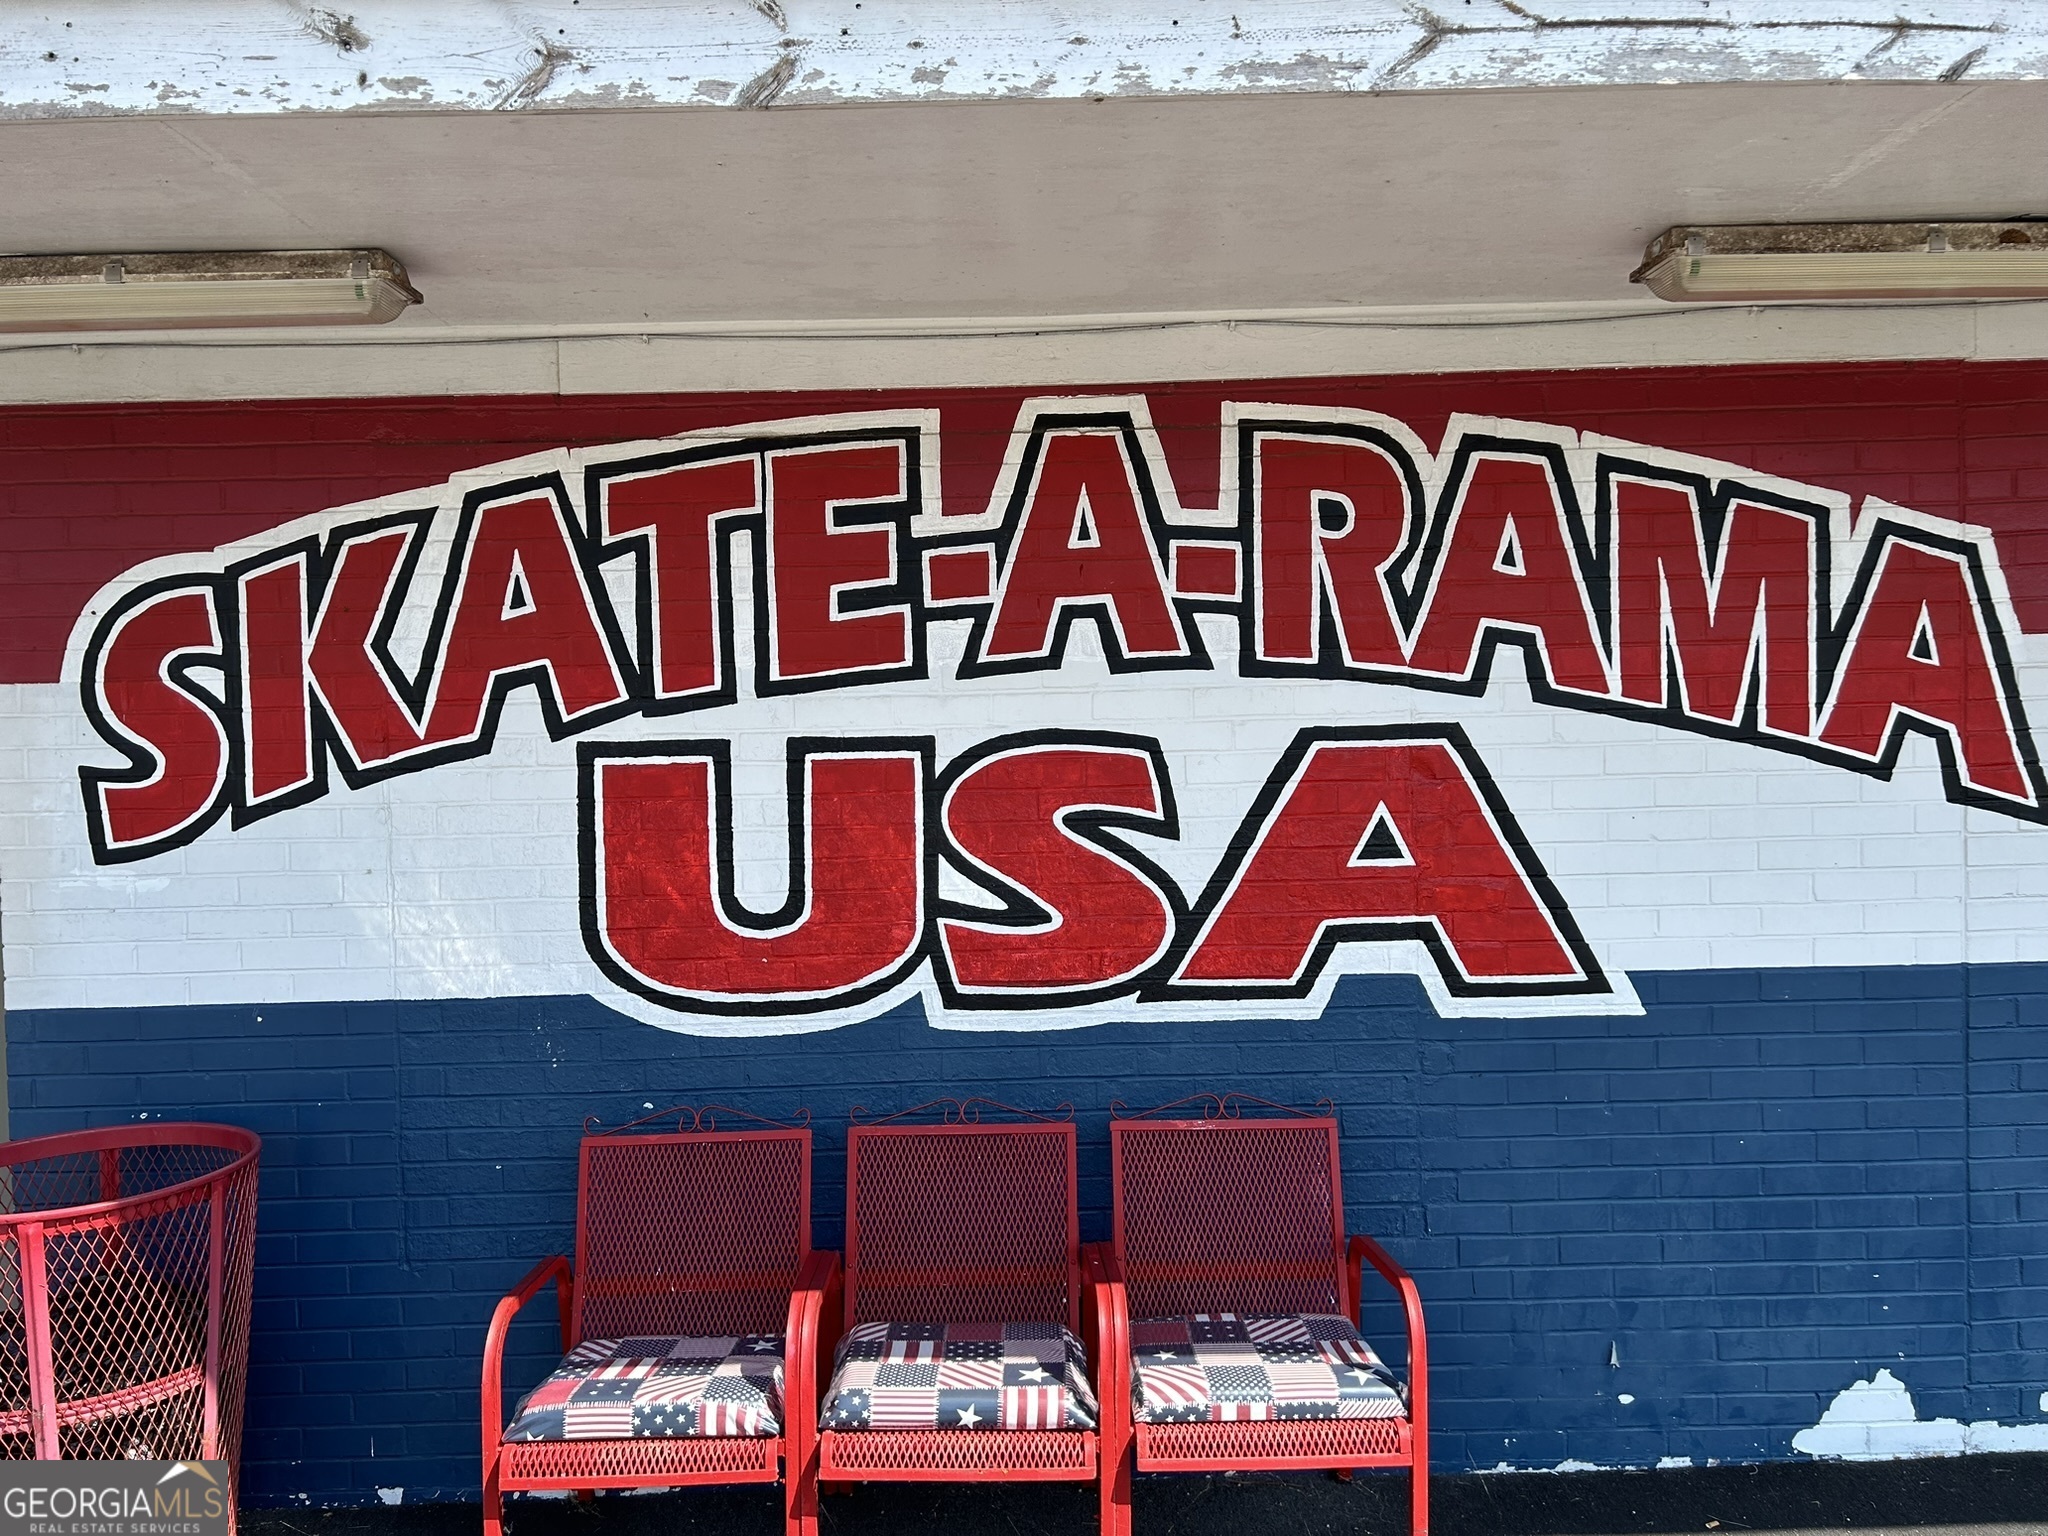 SKATE-A-RAMA
USA
GEORGIAMLS
REAL ESTATE SERVICES